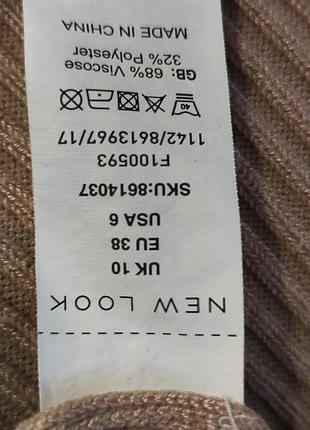 NEW LOOK
UK 10
EU 38
USA 6
SKU:8614037
F100593
1142/8613967/17
40
GB: 68% Viscose
32% Polyester
MADE IN CHINA